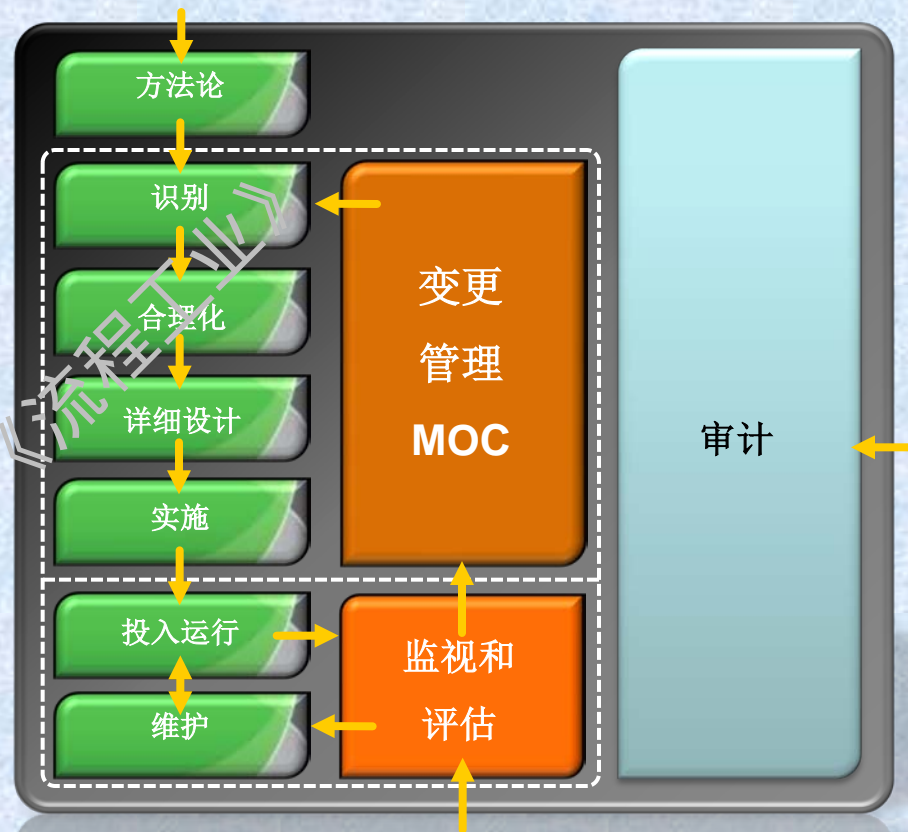 方法论
识别
合理化
详细设计
实施
投入运行
维护
变更
管理
MOC
监视和
评估
审计
《流程工业》